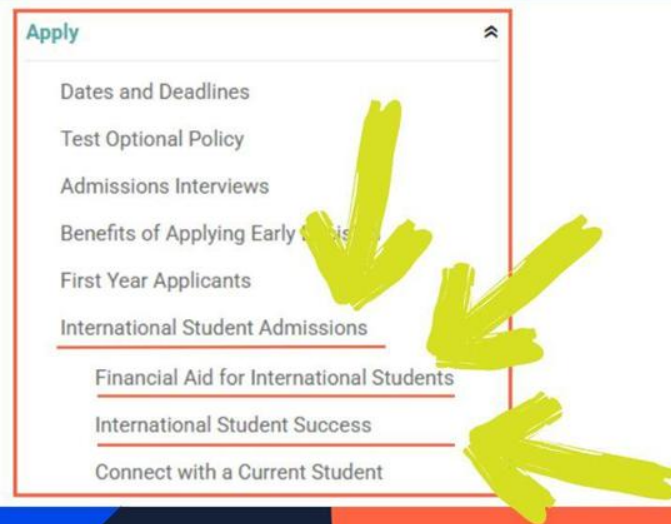 Apply
Dates and Deadlines
Test Optional Policy
Admissions Interviews
Benefits of Applying Early
First Year Applicants
International Student Admissions
Financial Aid for International Students
International Student Success
Connect with a Current Student